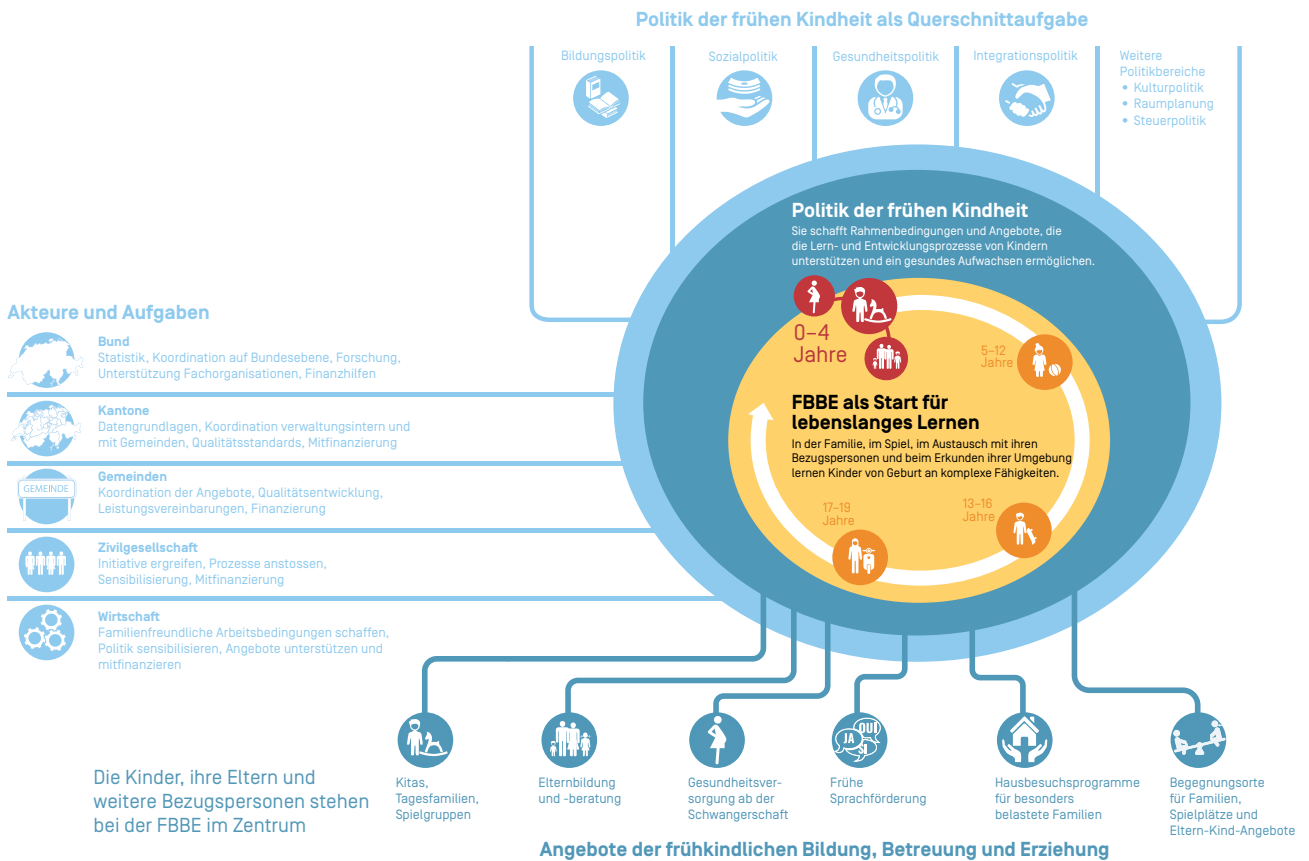 Politik der frühen Kindheit als Querschnittaufgabe
Bildungspolitik
Sozialpolitik
Gesundheitspolitik
Integrationspolitik
Weitere
Politikbereiche
• Kulturpolitik
• Raumplanung
• Steuerpolitik
Politik der frühen Kindheit
Sie schafft Rahmenbedingungen und Angebote, die
die Lern- und Entwicklungsprozesse von Kindern
unterstützen und ein gesundes Aufwachsen ermöglichen.
0–4
Jahre
5–12
Jahre
FBBE als Start für
lebenslanges Lernen
In der Familie, im Spiel, im Austausch mit ihren
Bezugspersonen und beim Erkunden ihrer Umgebung
lernen Kinder von Geburt an komplexe Fähigkeiten.
13–16
Jahre
17–19
Jahre
Akteure und Aufgaben
Bund
Statistik, Koordination auf Bundesebene, Forschung,
Unterstützung Fachorganisationen, Finanzhilfen
Kantone
Datengrundlagen, Koordination verwaltungsintern und
mit Gemeinden, Qualitätsstandards, Mitfinanzierung
GEMEINDE
Gemeinden
Koordination der Angebote, Qualitätsentwicklung,
Leistungsvereinbarungen, Finanzierung
Zivilgesellschaft
Initiative ergreifen, Prozesse anstossen,
Sensibilisierung, Mitfinanzierung
Wirtschaft
Familienfreundliche Arbeitsbedingungen schaffen,
Politik sensibilisieren, Angebote unterstützen und
mitfinanzieren
Die Kinder, ihre Eltern und
weitere Bezugspersonen stehen
bei der FBBE im Zentrum
Kitas,
Tagesfamilien,
Spielgruppen
Elternbildung
und -beratung
Gesundheitsver-
sorgung ab der
Schwangerschaft
JA
OUI
SI
Frühe
Sprachförderung
Hausbesuchsprogramme
für besonders
belastete Familien
Begegnungsorte
für Familien,
Spielplätze und
Eltern-Kind-Angebote
Angebote der frühkindlichen Bildung, Betreuung und Erziehung